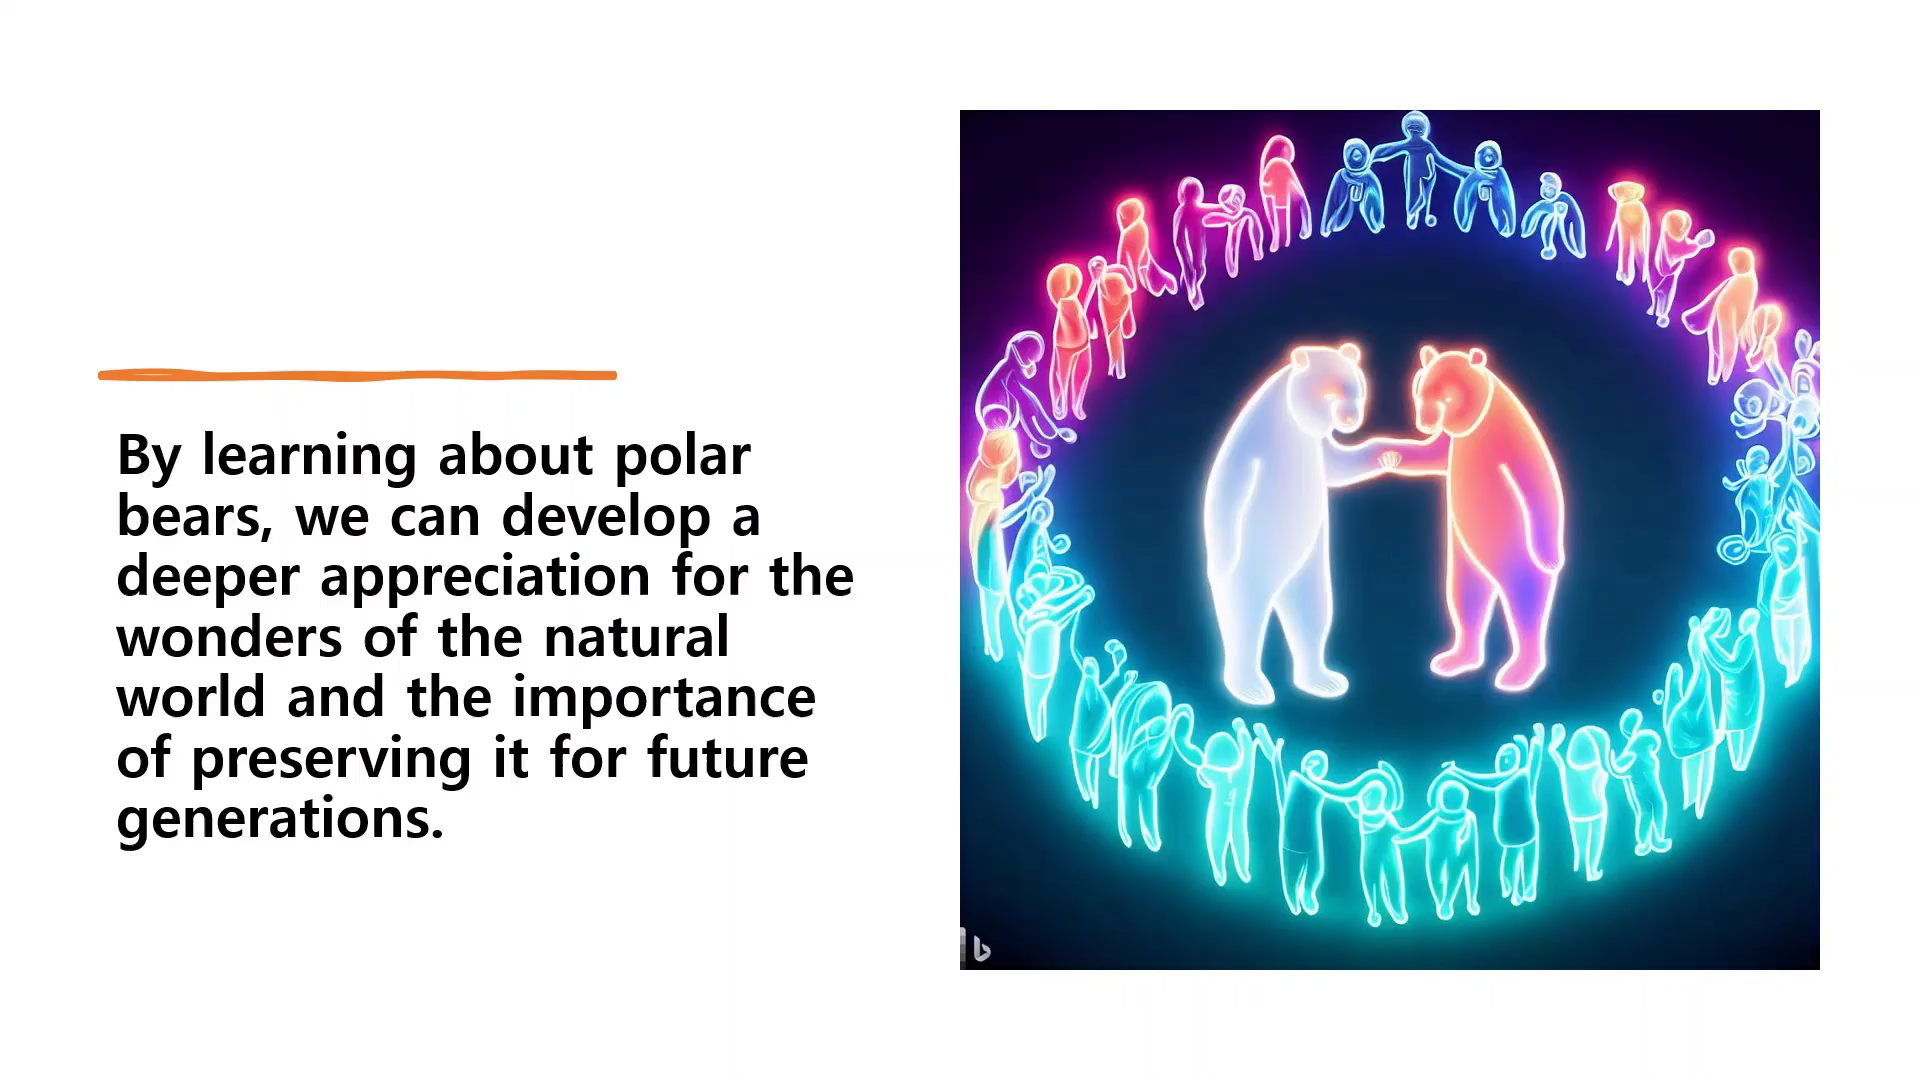 By learning about polar
bears, we can develop a
deeper appreciation for the
wonders of the natural
world and the importance
of preserving it for future
generations.